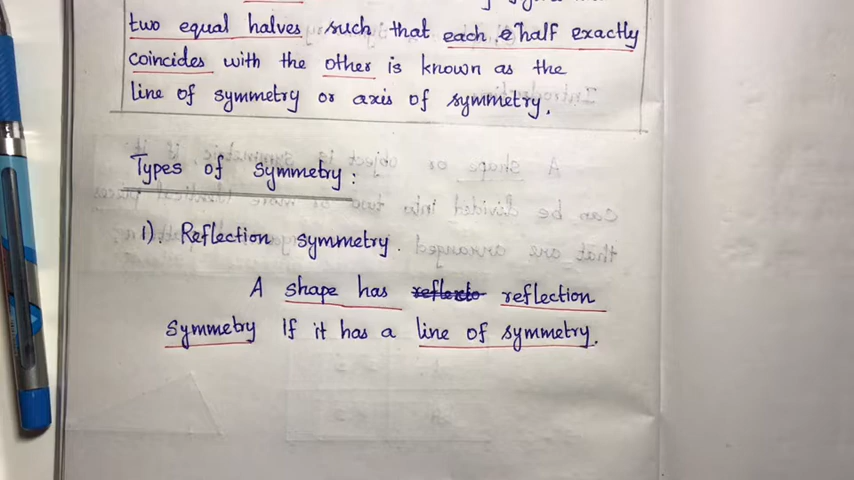 two equal halves such that each half exactly
coincides with the other is known as the
line of symmetry or axis of symmetry.
Types of symmetry :
1). Reflection symmetry.
A shape has reflection
symmetry If it has a line of symmetry.